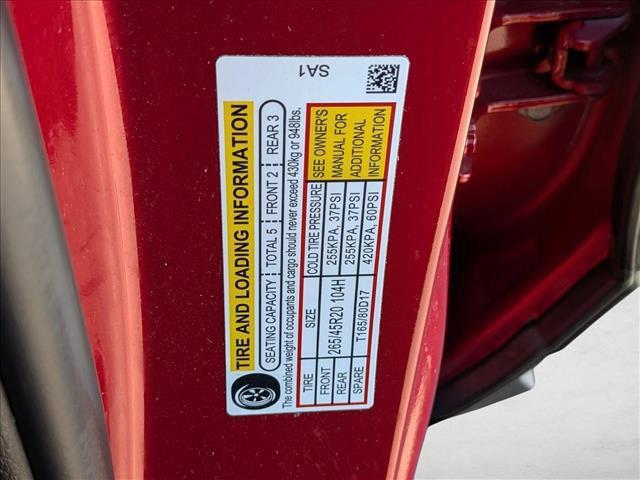 TIRE AND LOADING INFORMATION
SEATING CAPACITY TOTAL 5 FRONT 2 REAR 3
The combined weight of occupants and cargo should never exceed 430kg or 948lbs.
TIRE SIZE COLD TIRE PRESSURE SEE OWNER'S
FRONT 265/45R20 104H 255KPA, 37PSI MANUAL FOR
REAR 255KPA, 37PSI ADDITIONAL
SPARE T165/80D17 420KPA, 60PSI INFORMATION
SA1